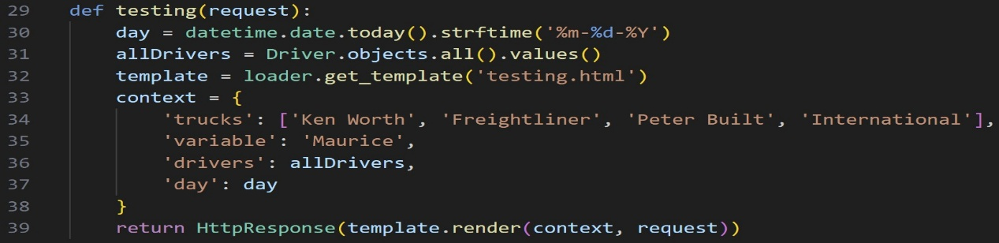 29 def testing(request):
30 day = datetime.date.today().strftime('%m-%d-%Y')
31 allDrivers = Driver.objects.all().values()
32 template = loader.get_template('testing.html')
33 context = {
34 'trucks': ['Ken Worth', 'Freightliner', 'Peter Built', 'International'],
35 'variable': 'Maurice',
36 'drivers': allDrivers,
37 'day': day
38 }
39 return HttpResponse(template.render(context, request))